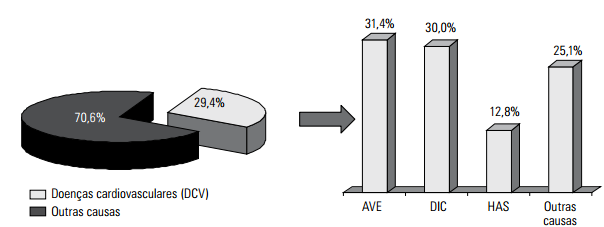 70,6%
29,4%
Doenças cardiovasculares (DCV)
Outras causas
31,4%
30,0%
12,8%
25,1%
AVE
DIC
HAS
Outras
causas